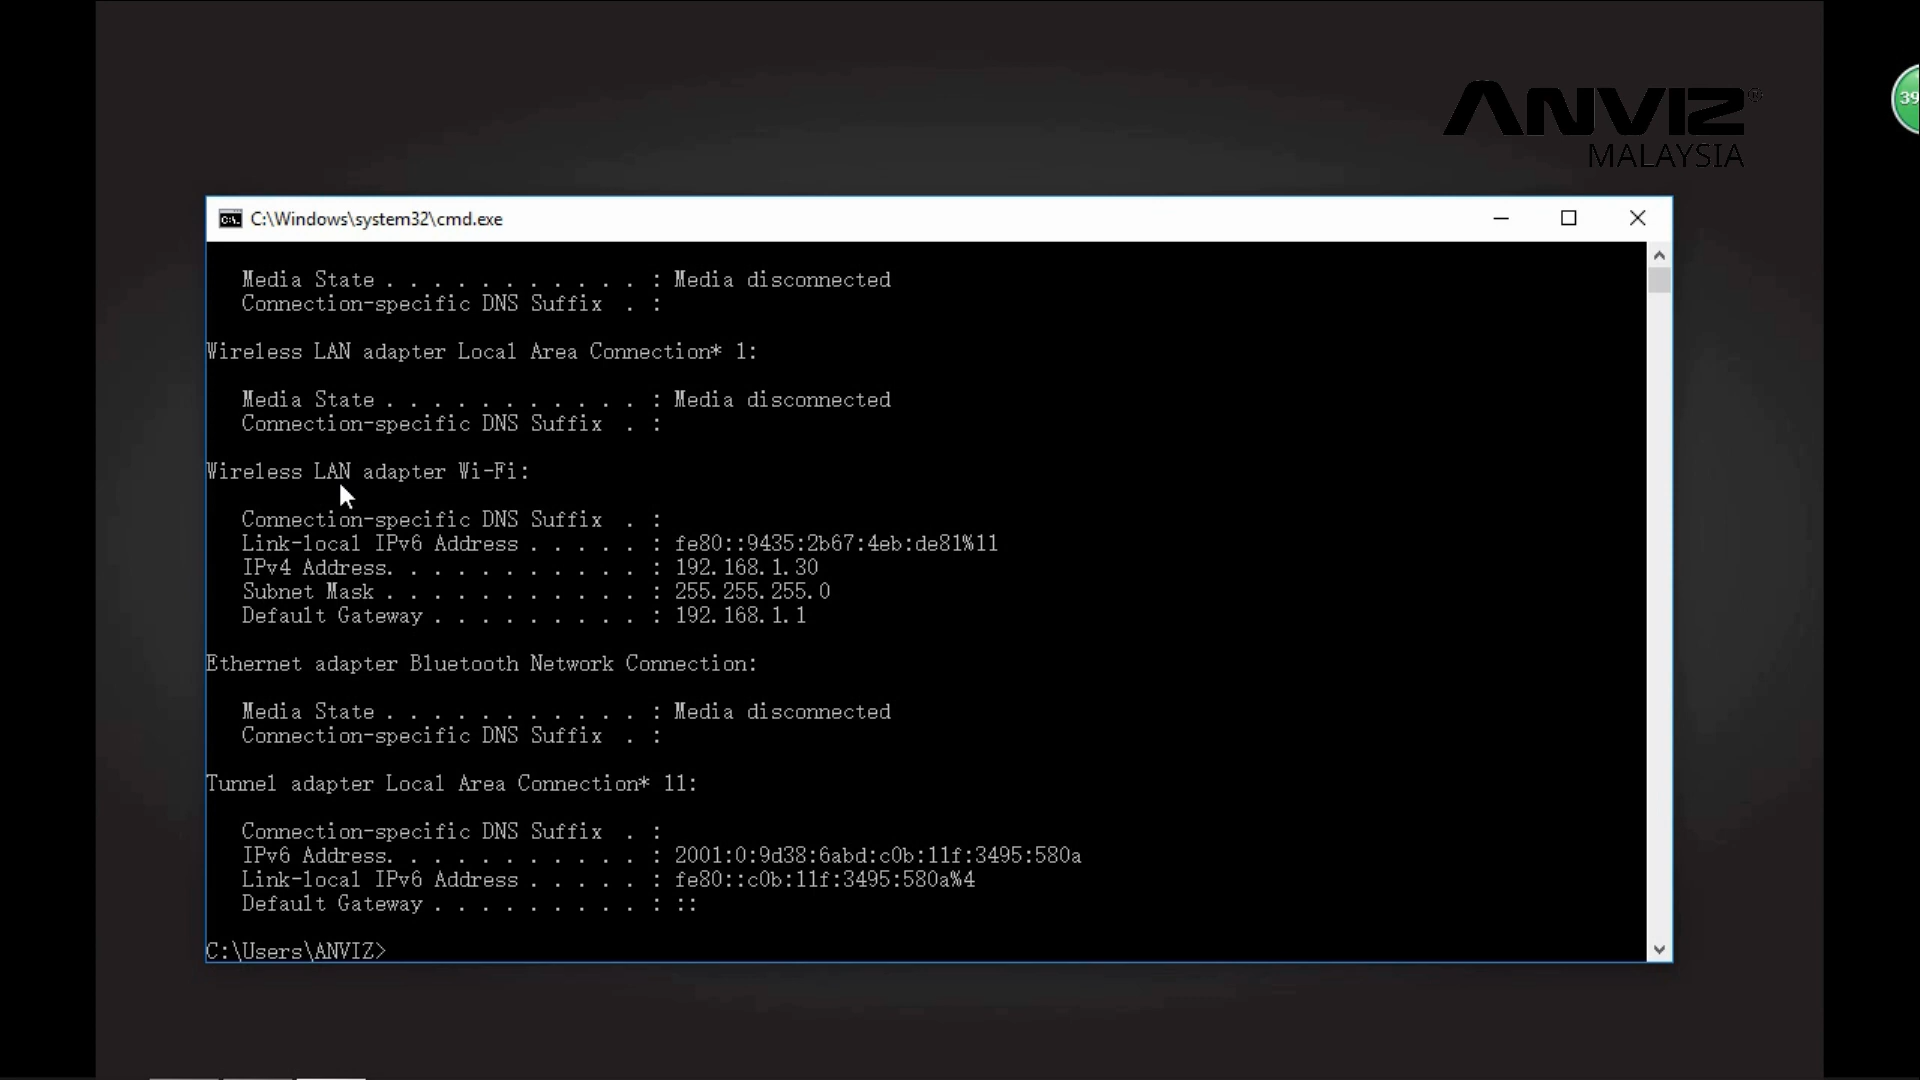 ANVIZ®
MALAYSIA
39
C:\Windows\system32\cmd.exe
Media State . . . . . . . . . . . : Media disconnected
Connection-specific DNS Suffix . :
Wireless LAN adapter Local Area Connection* 1:
Media State . . . . . . . . . . . : Media disconnected
Connection-specific DNS Suffix . :
Wireless LAN adapter Wi-Fi:
Connection-specific DNS Suffix . :
Link-local IPv6 Address . . . . . : fe80::9435:2b67:4eb:de81%11
IPv4 Address. . . . . . . . . . . : 192.168.1.30
Subnet Mask . . . . . . . . . . . : 255.255.255.0
Default Gateway . . . . . . . . . : 192.168.1.1
Ethernet adapter Bluetooth Network Connection:
Media State . . . . . . . . . . . : Media disconnected
Connection-specific DNS Suffix . :
Tunnel adapter Local Area Connection* 11:
Connection-specific DNS Suffix . :
IPv6 Address. . . . . . . . . . . : 2001:0:9d38:6abd:c0b:11f:3495:580a
Link-local IPv6 Address . . . . . : fe80::c0b:11f:3495:580a%4
Default Gateway . . . . . . . . . : ::
C:\Users\ANVIZ>